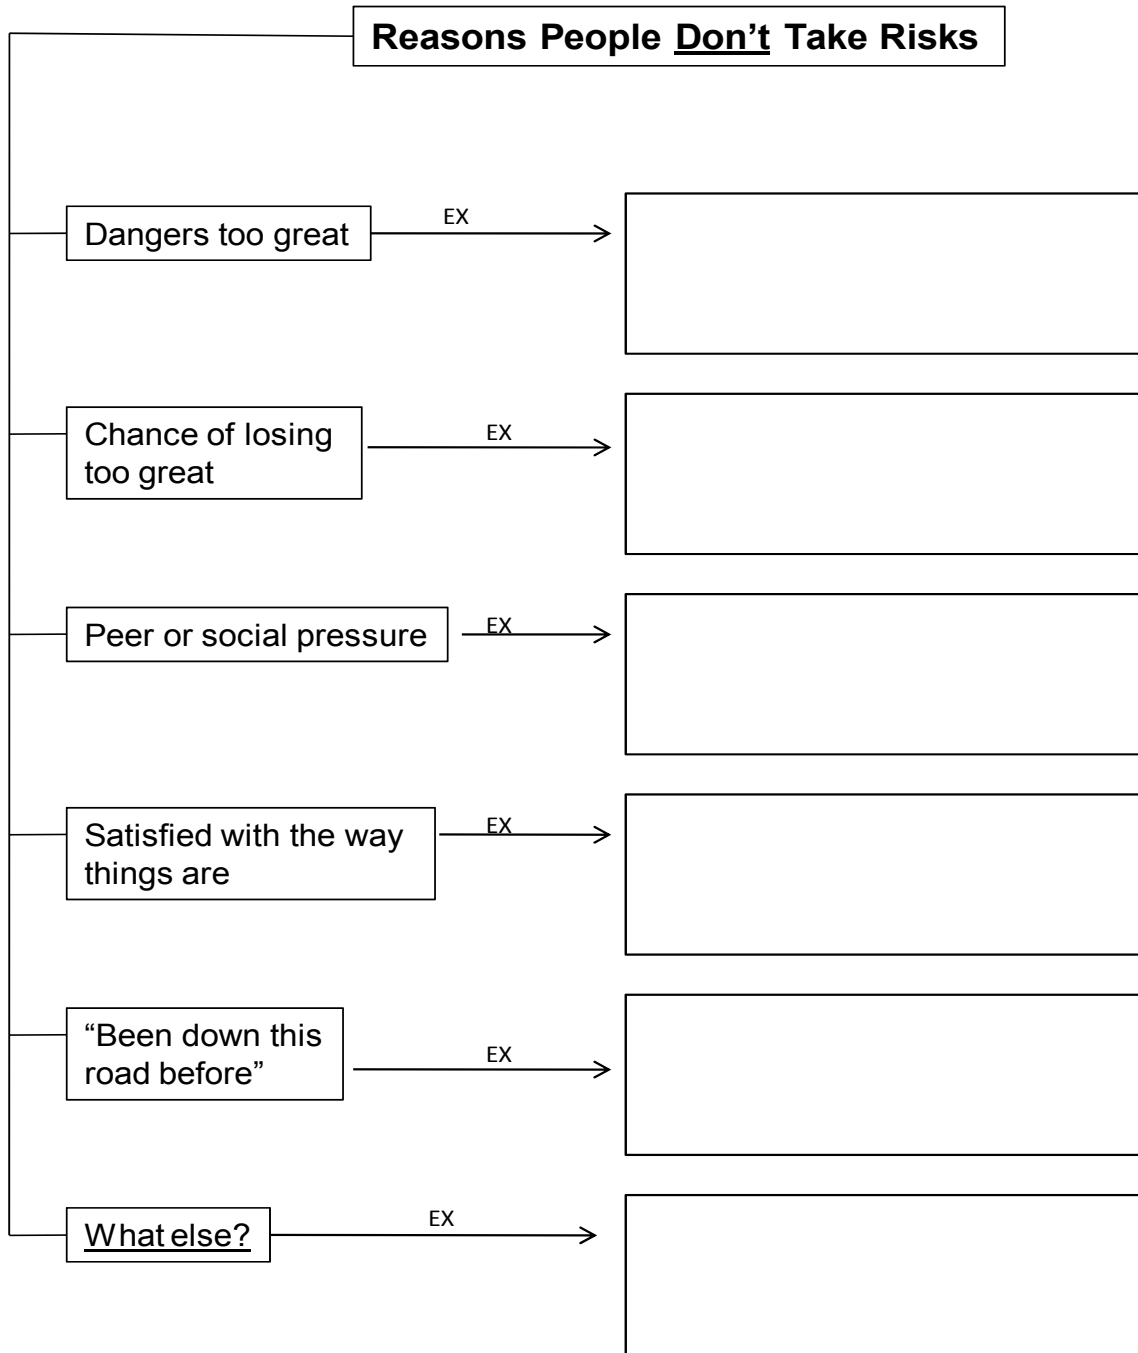 Reasons People Don’t Take Risks
Dangers too great
EX
Chance of losing
too great
EX
Peer or social pressure
EX
Satisfied with the way
things are
EX
“Been down this
road before”
EX
What else?
EX